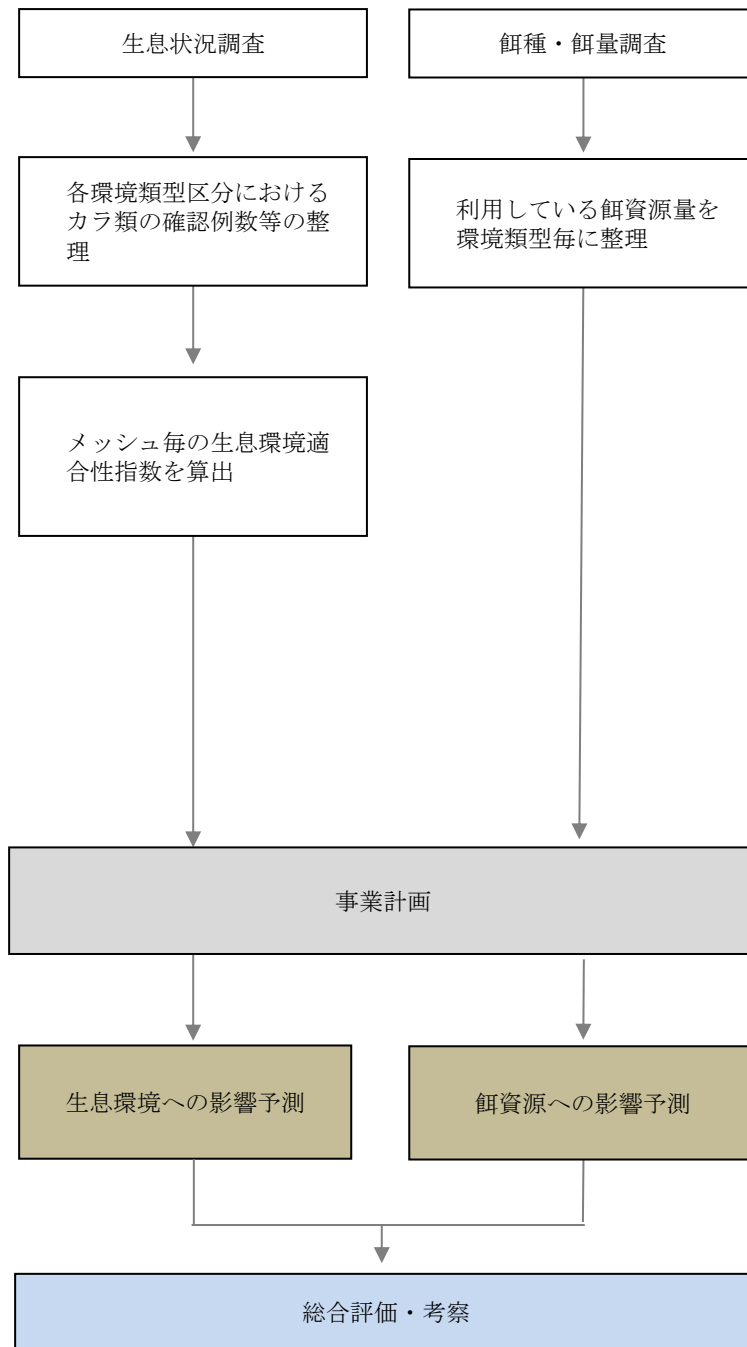 生息状況調査
餌種・餌量調査
各環境類型区分における
カラ類の確認例数等の整
理
利用している餌資源量を
環境類型毎に整理
メッシュ毎の生息環境適
合性指数を算出
事業計画
生息環境への影響予測
餌資源への影響予測
総合評価・考察